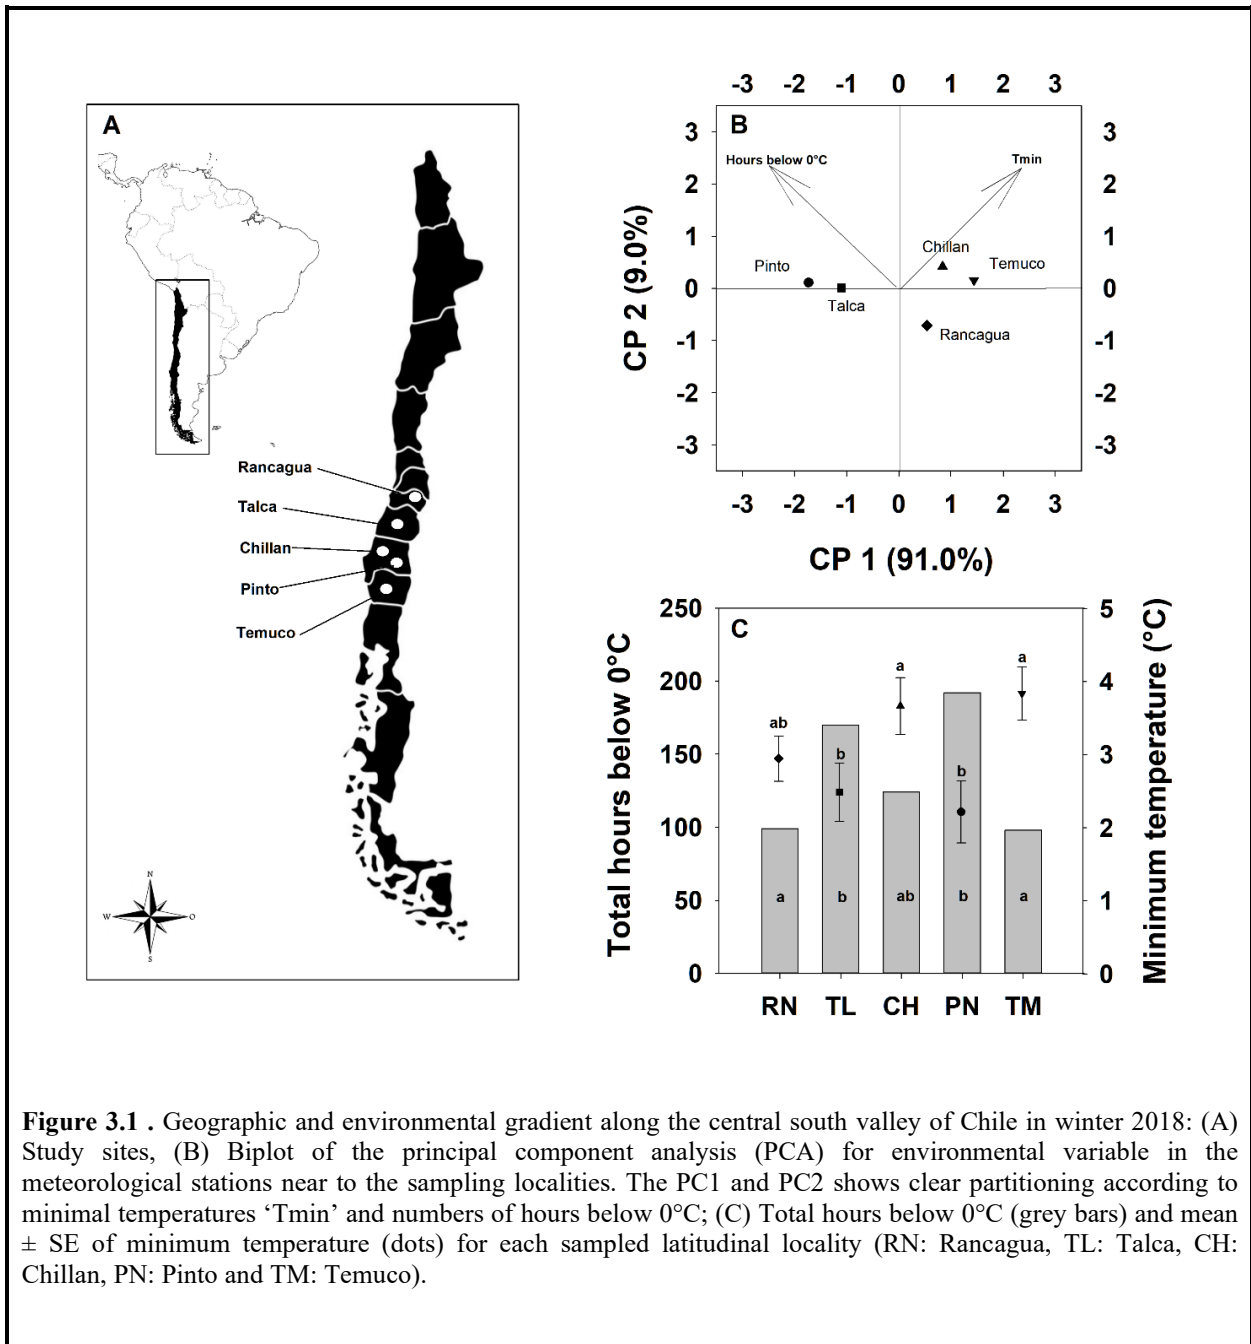 A
Rancagua
Talca
Chillan
Pinto
Temuco
N
W
O
S
-3 -2 -1 0 1 2 3
B
3
2
1
0
-1
-2
-3
3
2
1
0
-1
-2
-3
Hours below 0°C
Tmin
Chillan
Pinto
Temuco
Talca
Rancagua
CP 2 (9.0%)
-3 -2 -1 0 1 2 3
CP 1 (91.0%)
C
250
200
150
100
50
0
5
4
3
2
1
0
Total hours below 0°C
Minimum temperature (°C)
ab
b
a
b
a
a
b
ab
b
a
RN TL CH PN TM
Figure 3.1 . Geographic and environmental gradient along the central south valley of Chile in winter 2018: (A)
Study sites, (B) Biplot of the principal component analysis (PCA) for environmental variable in the
meteorological stations near to the sampling localities. The PC1 and PC2 shows clear partitioning according to
minimal temperatures ‘Tmin’ and numbers of hours below 0°C; (C) Total hours below 0°C (grey bars) and mean
± SE of minimum temperature (dots) for each sampled latitudinal locality (RN: Rancagua, TL: Talca, CH:
Chillan, PN: Pinto and TM: Temuco).